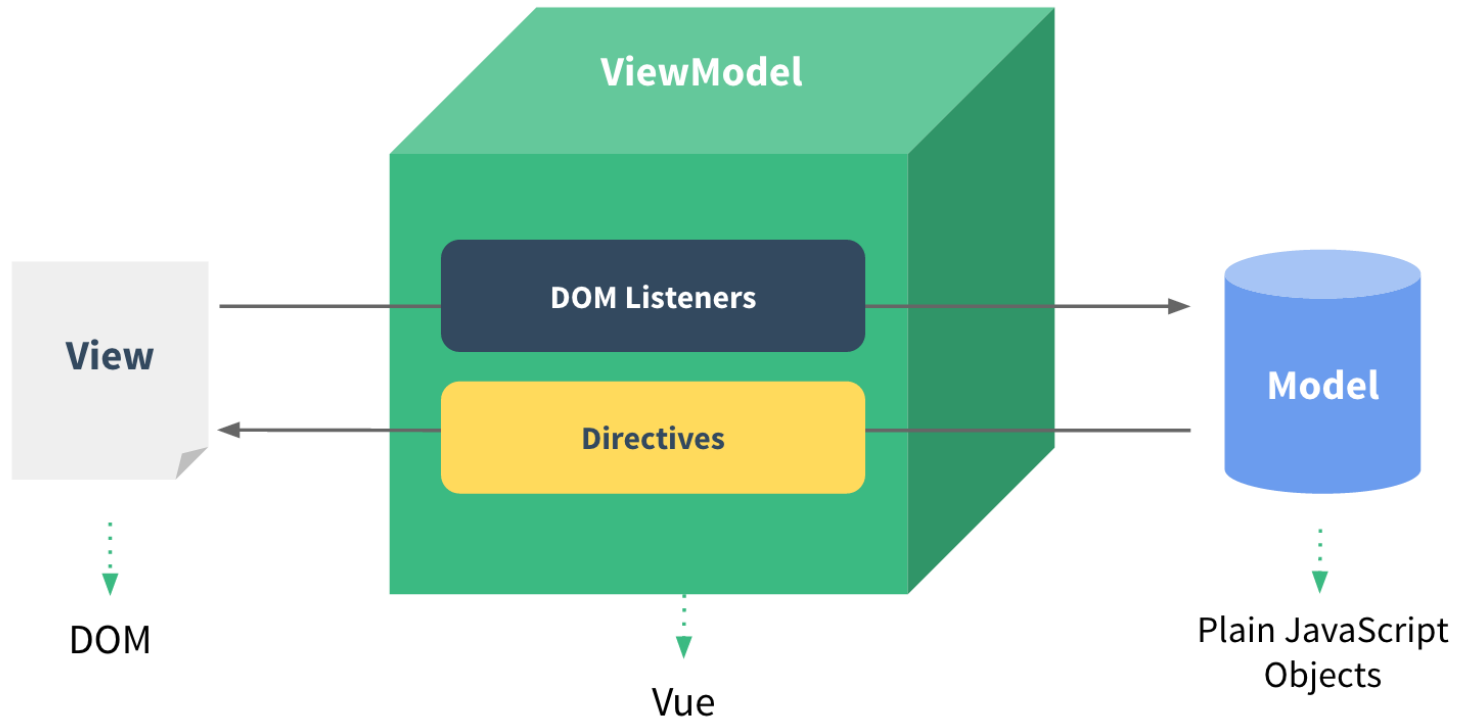 ViewModel
DOM Listeners
View
Directives
Model
DOM
Vue
Plain JavaScript
Objects